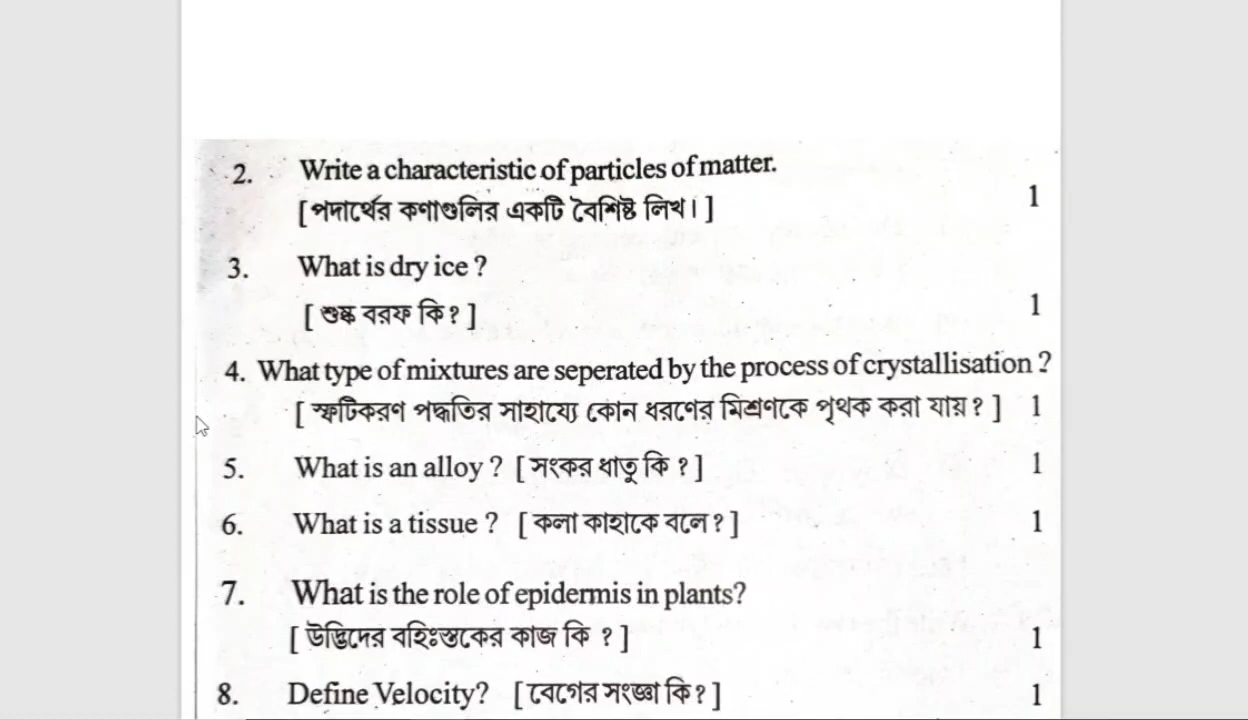 2. Write a characteristic of particles of matter.
[পদার্থের কণাগুলির একটি বৈশিষ্ট লিখ।] 1
3. What is dry ice ?
[ শুষ্ক বরফ কি? ] 1
4. What type of mixtures are seperated by the process of crystallisation ?
[ স্ফটিকরণ পদ্ধতির সাহায্যে কোন ধরণের মিশ্রণকে পৃথক করা যায় ? ] 1
5. What is an alloy ? [ সংকর ধাতু কি ? ] 1
6. What is a tissue ? [ কলা কাহাকে বলে ? ] 1
7. What is the role of epidermis in plants?
[ উদ্ভিদের বহিঃত্বকের কাজ কি ? ] 1
8. Define Velocity? [ বেগের সংজ্ঞা কি? ] 1